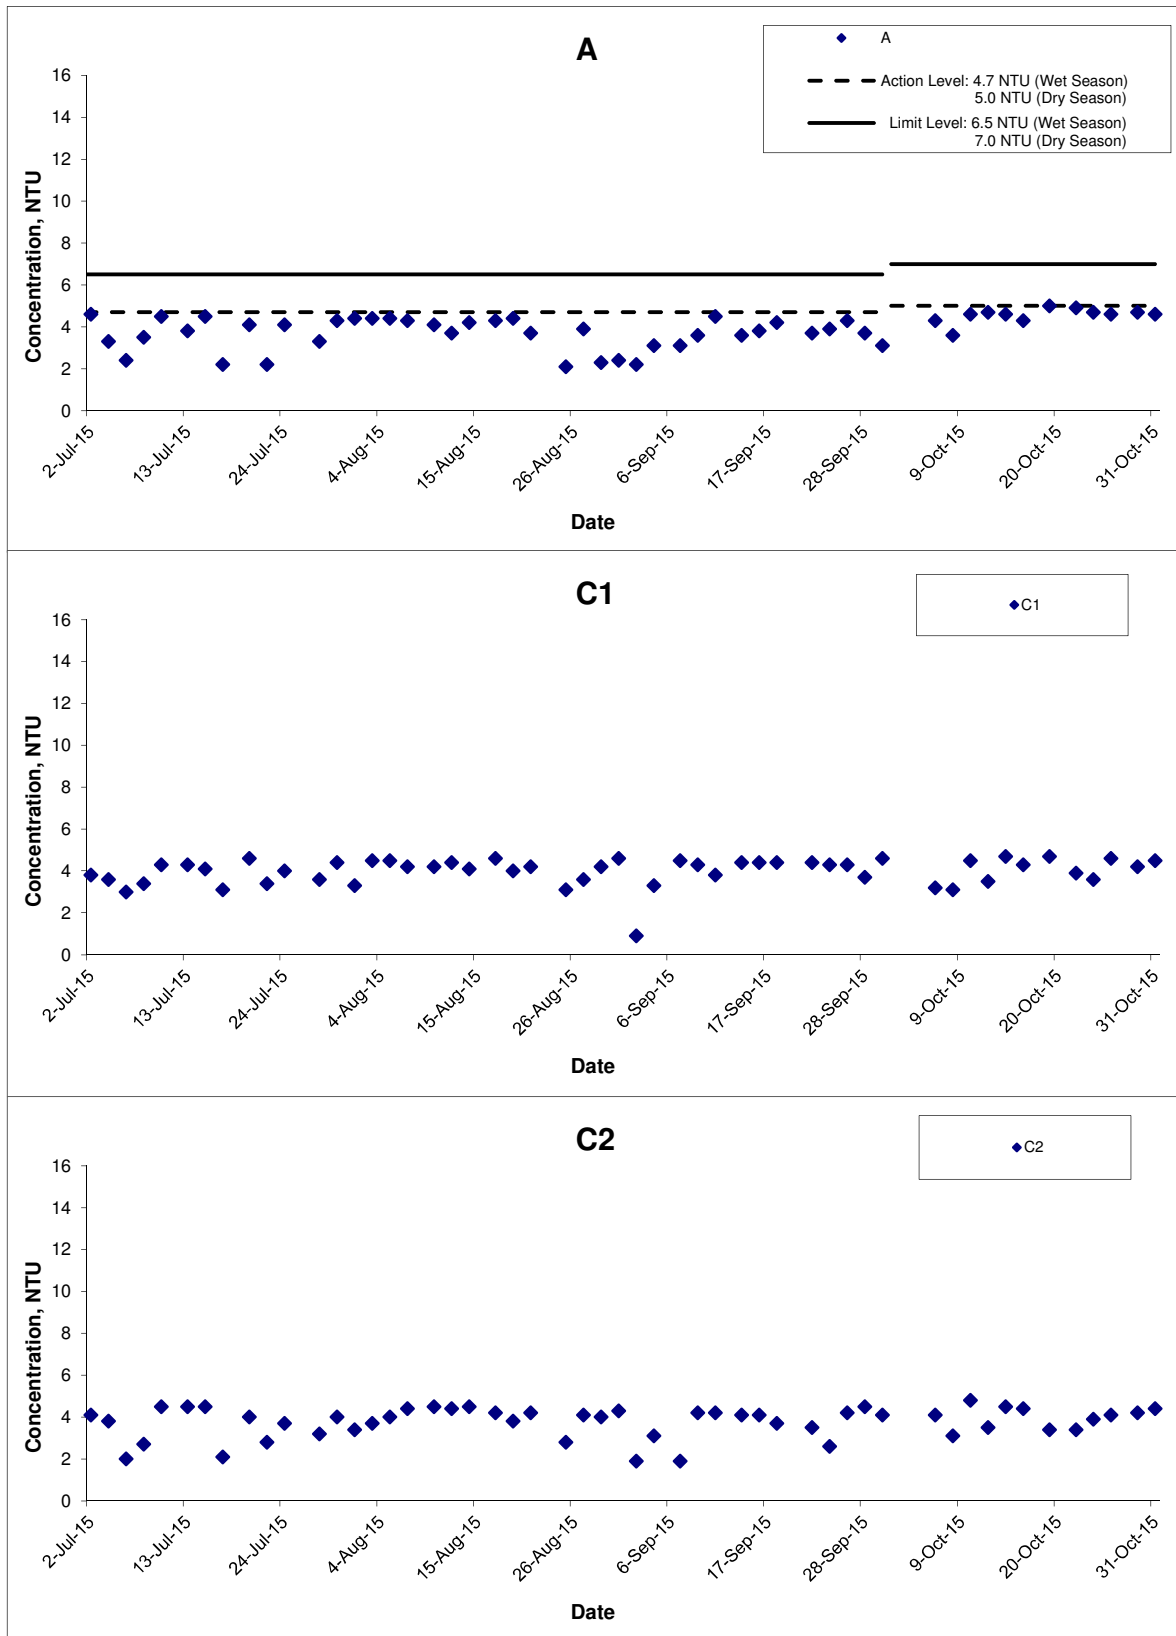 A
A
Action Level: 4.7 NTU (Wet Season)
5.0 NTU (Dry Season)
Limit Level: 6.5 NTU (Wet Season)
7.0 NTU (Dry Season)
Concentration, NTU
16
14
12
10
8
6
4
2
0
2-Jul-15
13-Jul-15
24-Jul-15
4-Aug-15
15-Aug-15
26-Aug-15
6-Sep-15
17-Sep-15
28-Sep-15
9-Oct-15
20-Oct-15
31-Oct-15
Date
C1
C1
Concentration, NTU
16
14
12
10
8
6
4
2
0
2-Jul-15
13-Jul-15
24-Jul-15
4-Aug-15
15-Aug-15
26-Aug-15
6-Sep-15
17-Sep-15
28-Sep-15
9-Oct-15
20-Oct-15
31-Oct-15
Date
C2
C2
Concentration, NTU
16
14
12
10
8
6
4
2
0
2-Jul-15
13-Jul-15
24-Jul-15
4-Aug-15
15-Aug-15
26-Aug-15
6-Sep-15
17-Sep-15
28-Sep-15
9-Oct-15
20-Oct-15
31-Oct-15
Date